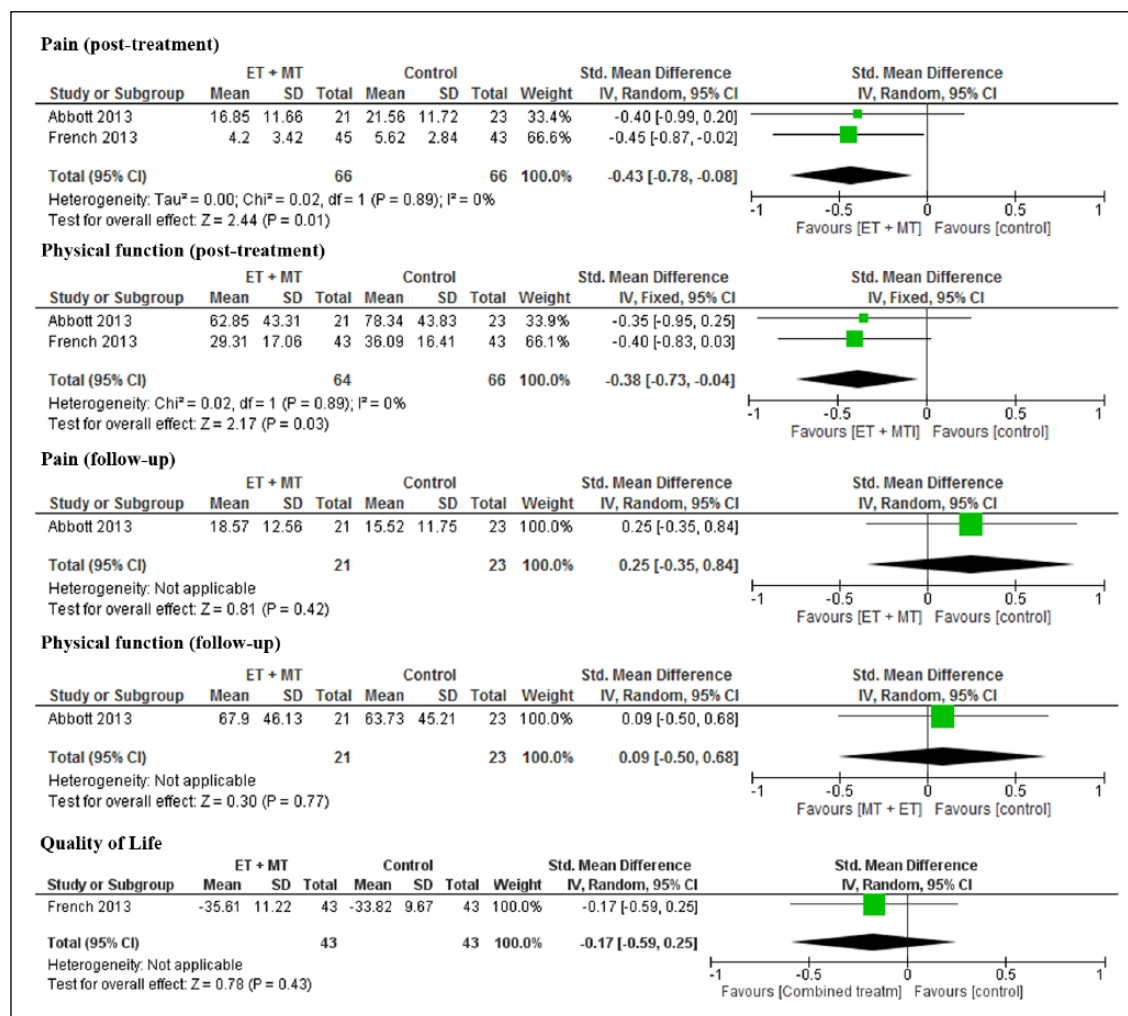 Pain (post-treatment)
ET + MT Control Std. Mean Difference Std. Mean Difference
Study or Subgroup Mean SD Total Mean SD Total Weight IV, Random, 95% CI IV, Random, 95% CI
Abbott 2013 16.85 11.66 21 21.56 11.72 23 33.4% -0.40 [-0.99, 0.20]
French 2013 4.2 3.42 45 5.62 2.84 43 66.6% -0.45 [-0.87, -0.02]
Total (95% CI) 66 66 100.0% -0.43 [-0.78, -0.08]
Heterogeneity: Tau² = 0.00; Chi² = 0.02, df = 1 (P = 0.89); I² = 0%
Test for overall effect: Z = 2.44 (P = 0.01)
-1 -0.5 0 0.5 1
Favours [ET + MT] Favours [control]
Physical function (post-treatment)
ET + MT Control Std. Mean Difference Std. Mean Difference
Study or Subgroup Mean SD Total Mean SD Total Weight IV, Fixed, 95% CI IV, Fixed, 95% CI
Abbott 2013 62.85 43.31 21 78.34 43.83 23 33.9% -0.35 [-0.95, 0.25]
French 2013 29.31 17.06 43 36.09 16.41 43 66.1% -0.40 [-0.83, 0.03]
Total (95% CI) 64 66 100.0% -0.38 [-0.73, -0.04]
Heterogeneity: Chi² = 0.02, df = 1 (P = 0.89); I² = 0%
Test for overall effect: Z = 2.17 (P = 0.03)
-1 -0.5 0 0.5 1
Favours [ET + MTI] Favours [control]
Pain (follow-up)
ET + MT Control Std. Mean Difference Std. Mean Difference
Study or Subgroup Mean SD Total Mean SD Total Weight IV, Random, 95% CI IV, Random, 95% CI
Abbott 2013 18.57 12.56 21 15.52 11.75 23 100.0% 0.25 [-0.35, 0.84]
Total (95% CI) 21 23 100.0% 0.25 [-0.35, 0.84]
Heterogeneity: Not applicable
Test for overall effect: Z = 0.81 (P = 0.42)
-1 -0.5 0 0.5 1
Favours [ET + MT] Favours [control]
Physical function (follow-up)
ET + MT Control Std. Mean Difference Std. Mean Difference
Study or Subgroup Mean SD Total Mean SD Total Weight IV, Random, 95% CI IV, Random, 95% CI
Abbott 2013 67.9 46.13 21 63.73 45.21 23 100.0% 0.09 [-0.50, 0.68]
Total (95% CI) 21 23 100.0% 0.09 [-0.50, 0.68]
Heterogeneity: Not applicable
Test for overall effect: Z = 0.30 (P = 0.77)
-1 -0.5 0 0.5 1
Favours [MT + ET] Favours [control]
Quality of Life
ET + MT Control Std. Mean Difference Std. Mean Difference
Study or Subgroup Mean SD Total Mean SD Total Weight IV, Random, 95% CI IV, Random, 95% CI
French 2013 -35.61 11.22 43 -33.82 9.67 43 100.0% -0.17 [-0.59, 0.25]
Total (95% CI) 43 43 100.0% -0.17 [-0.59, 0.25]
Heterogeneity: Not applicable
Test for overall effect: Z = 0.78 (P = 0.43)
-1 -0.5 0 0.5 1
Favours [Combined treatm] Favours [control]